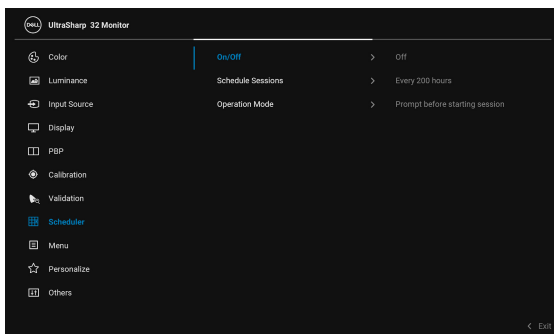 DELL UltraSharp 32 Monitor
Color On/Off > Off
Luminance Schedule Sessions > Every 200 hours
Input Source Operation Mode > Prompt before starting session
Display
PBP
Calibration
Validation
Scheduler
Menu
Personalize
Others
< Exit